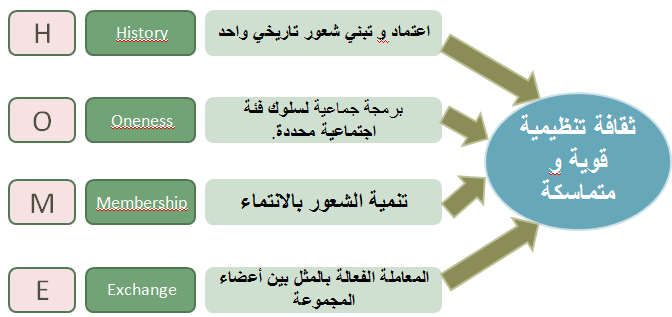 H
History
اعتماد و تبني شعور تاريخي واحد
O
Oneness
برمجة جماعية لسلوك فئة
اجتماعية محددة.
M
Membership
تنمية الشعور بالانتماء
E
Exchange
المعاملة الفعالة بالمثل بين أعضاء
المجموعة
ثقافة تنظيمية
قوية و
متماسكة